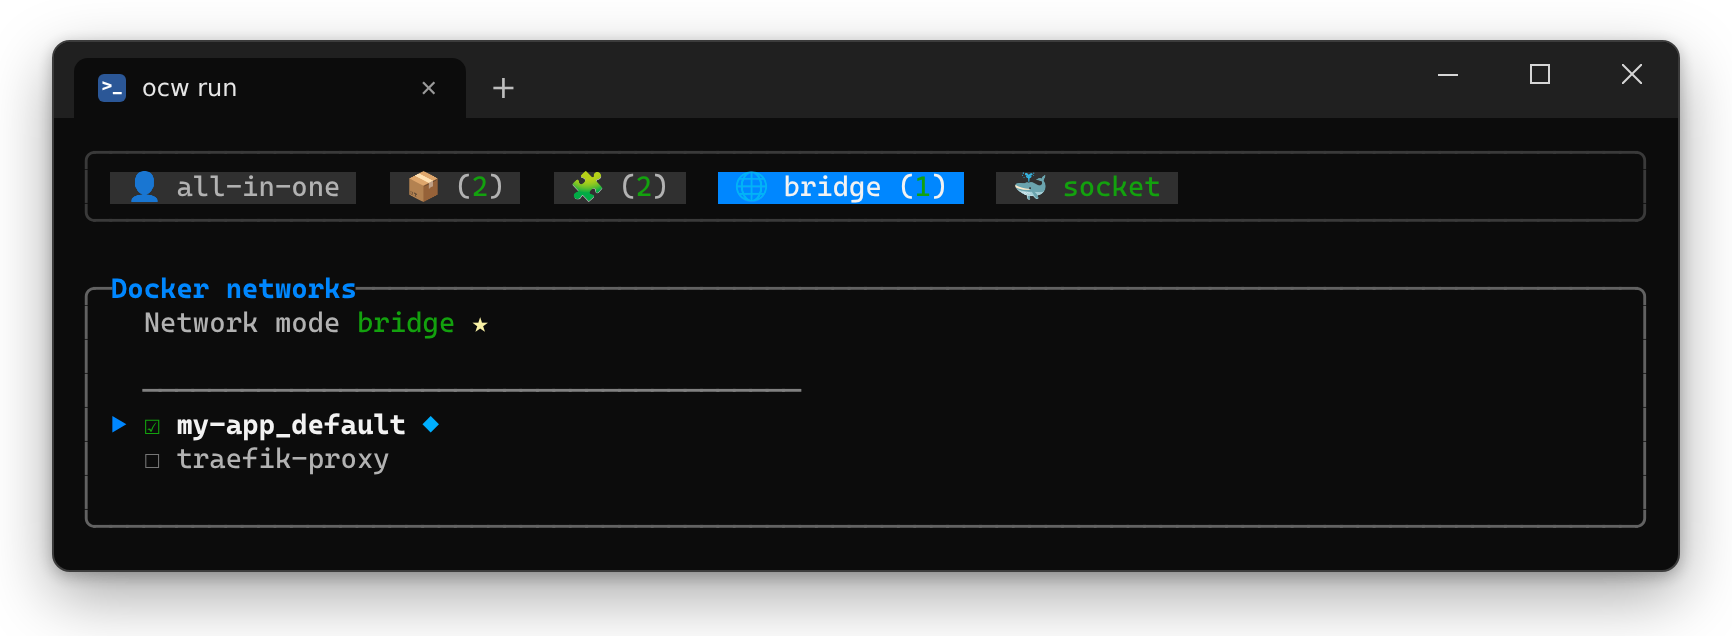 ocw run
all-in-one (2) (2) bridge (1) socket
Docker networks
Network mode bridge ★
☑ my-app_default ◆
☐ traefik-proxy